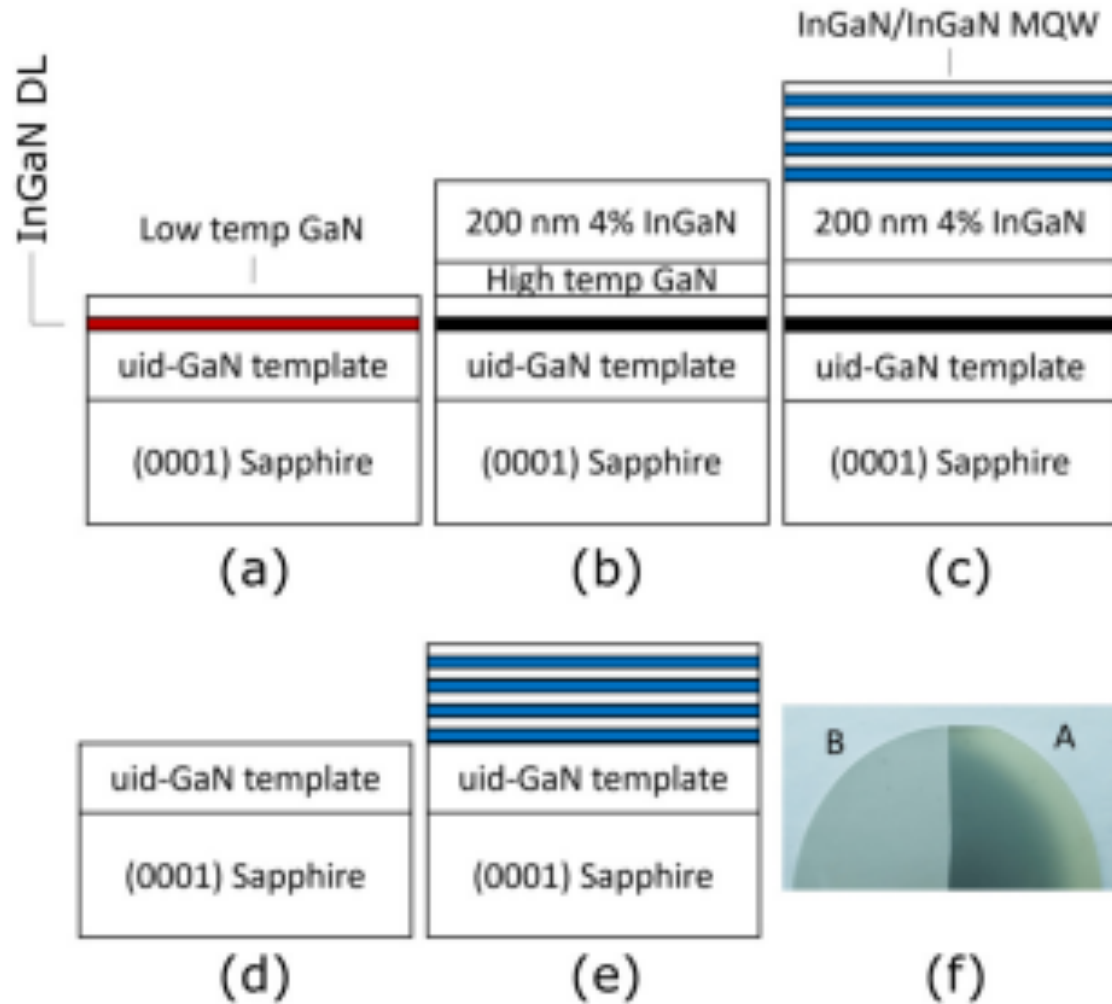 InGaN/InGaN MQW
InGaN DL
Low temp GaN
200 nm 4% InGaN
200 nm 4% InGaN
High temp GaN
uid-GaN template
uid-GaN template
uid-GaN template
(0001) Sapphire
(0001) Sapphire
(0001) Sapphire
(a)
(b)
(c)
B
A
uid-GaN template
uid-GaN template
(0001) Sapphire
(0001) Sapphire
(d)
(e)
(f)